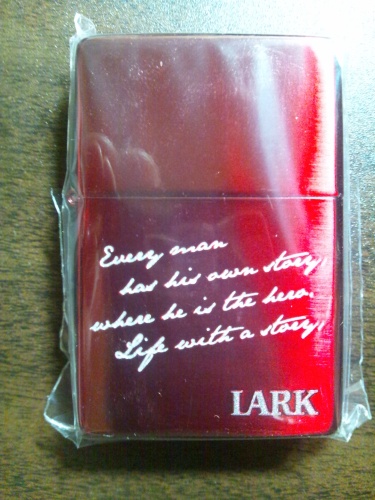 Every man
has his own story,
where he is the hero.
Life with a story,
LARK